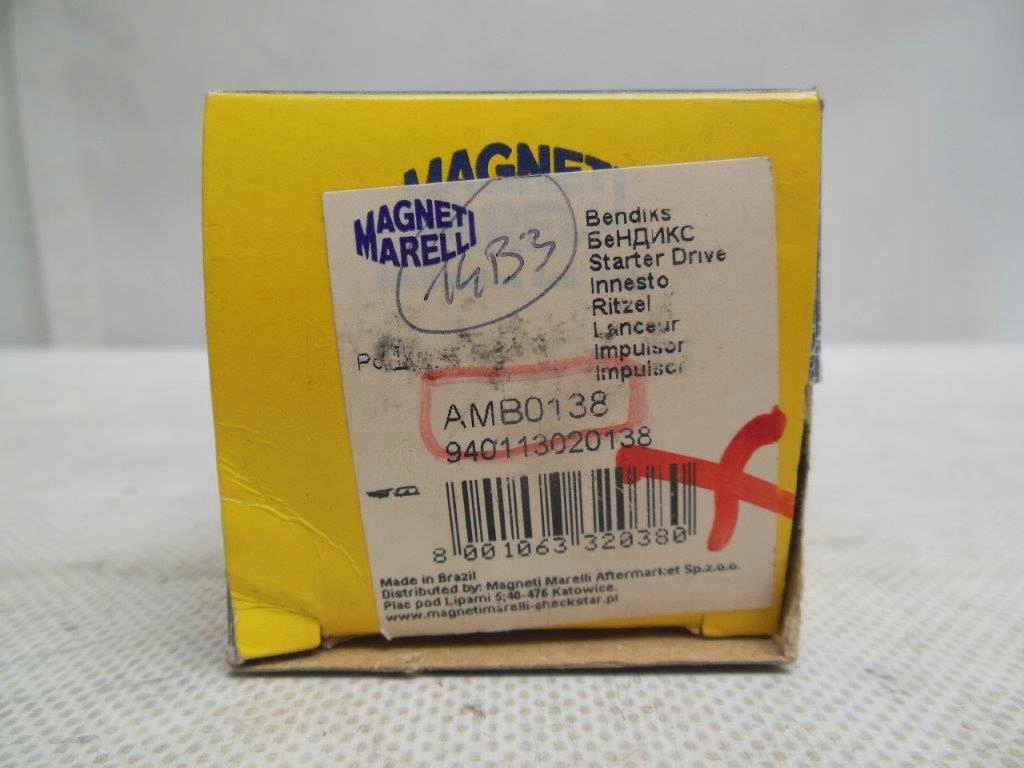 MAGNETI
MAGNETI
MARELLI
14B3
Bendiks
БеНДИКС
Starter Drive
Innesto
Ritzel
Lanceur
Impulsor
Impulsor
AMB0138
940113020138
8 001063 320380
Made in Brazil
Distributed by: Magneti Marelli Aftermarket Sp.z.o.o.
Plac pod Lipami 5;40-476 Katowice.
www.magnetimarelli-checkstar.pl